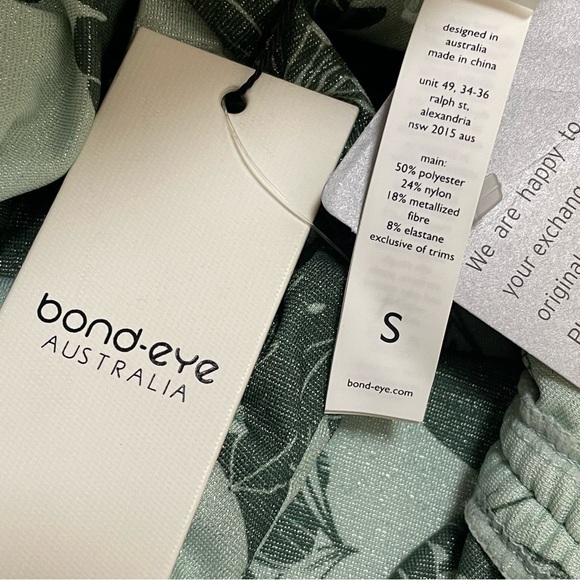 bond-eye
AUSTRALIA
designed in
australia
made in china
unit 49, 34-36
ralph st,
alexandria
nsw 2015 aus
main:
50% polyester
24% nylon
18% metallized
fibre
8% elastane
exclusive of trims
S
bond-eye.com
We are happy to
your exchang
original